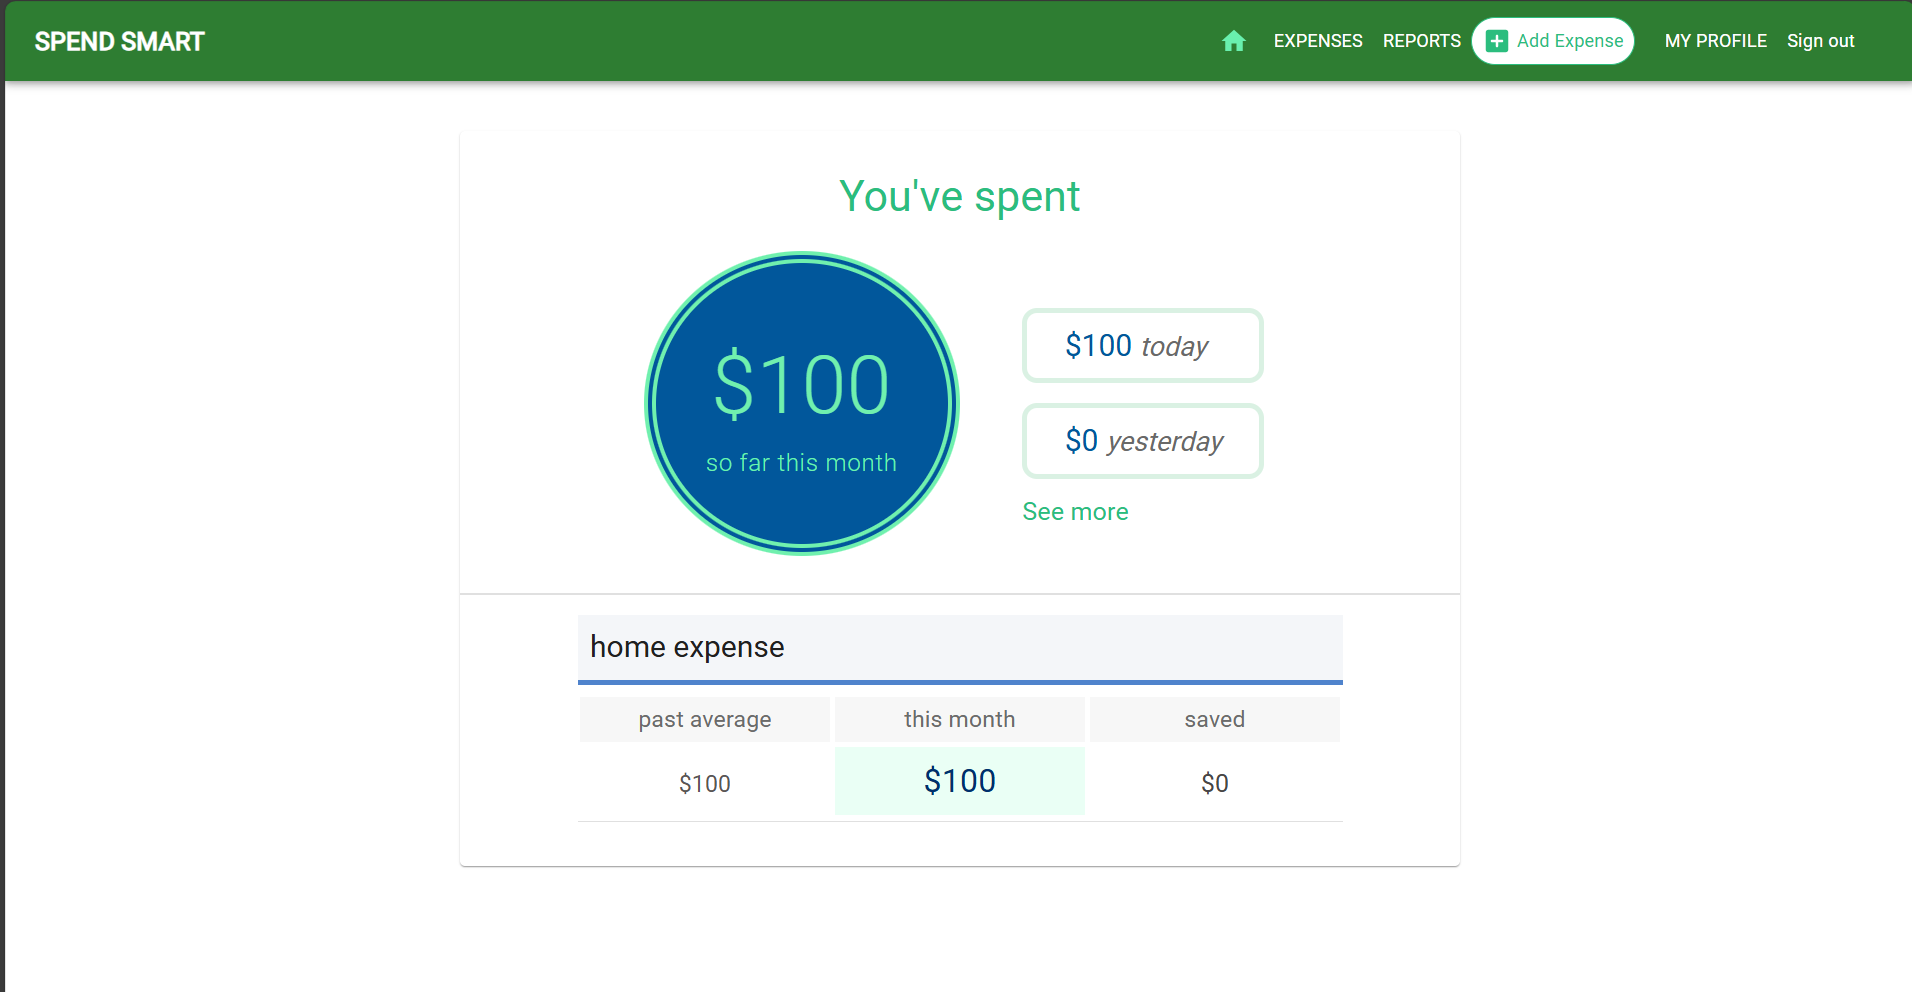 SPEND SMART
EXPENSES REPORTS Add Expense MY PROFILE Sign out
You've spent
$100
so far this month
$100 today
$0 yesterday
See more
home expense
past average this month saved
$100 $100 $0